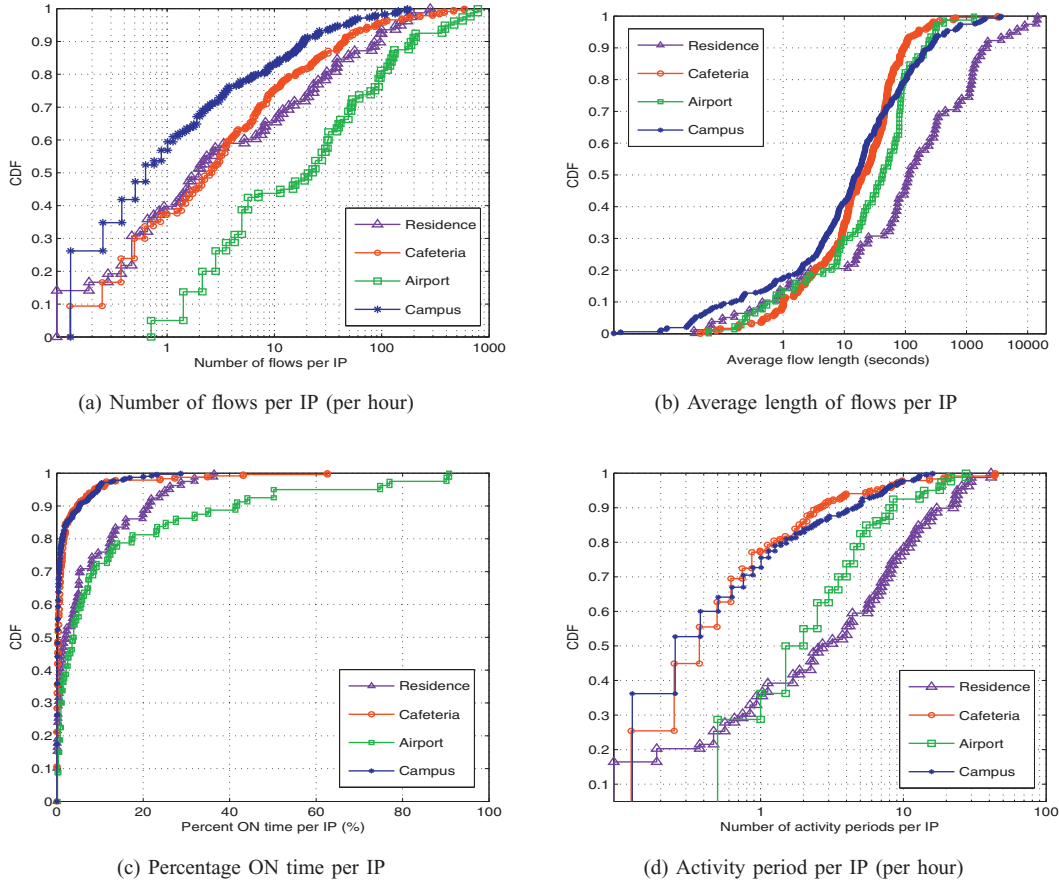 1
0.9
0.8
0.7
0.6
0.5
0.4
0.3
0.2
0.1
0
CDF
Residence
Cafeteria
Airport
Campus
1 10 100 1000
Number of flows per IP
(a) Number of flows per IP (per hour)
1
0.9
0.8
0.7
0.6
0.5
0.4
0.3
0.2
0.1
0
CDF
Residence
Cafeteria
Airport
Campus
1 10 100 1000 10000
Average flow length (seconds)
(b) Average length of flows per IP
1
0.9
0.8
0.7
0.6
0.5
0.4
0.3
0.2
0.1
0
CDF
Residence
Cafeteria
Airport
Campus
0 20 40 60 80 100
Percent ON time per IP (%)
(c) Percentage ON time per IP
1
0.9
0.8
0.7
0.6
0.5
0.4
0.3
0.2
0.1
CDF
Residence
Cafeteria
Airport
Campus
1 10 100
Number of activity periods per IP
(d) Activity period per IP (per hour)